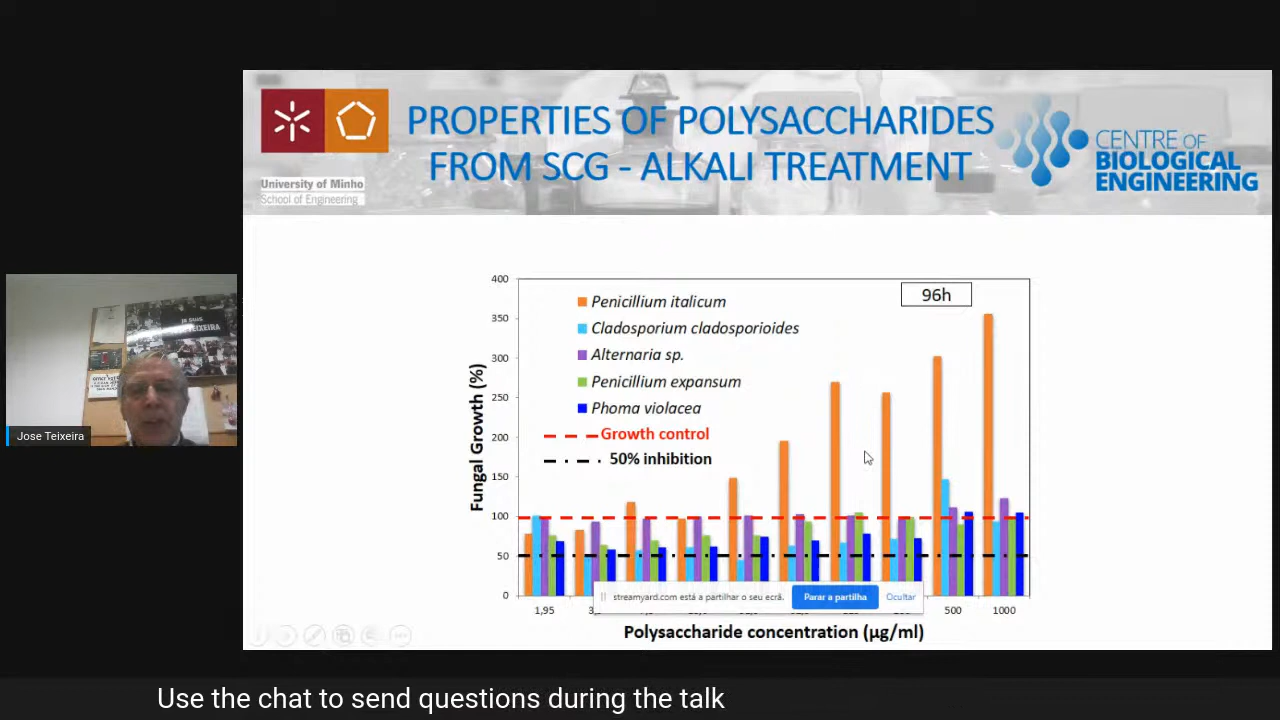 PROPERTIES OF POLYSACCHARIDES
FROM SCG - ALKALI TREATMENT
University of Minho
School of Engineering
CENTRE OF
BIOLOGICAL
ENGINEERING
Jose Teixeira
96h
Penicillium italicum
Cladosporium cladosporioides
Alternaria sp.
Penicillium expansum
Phoma violacea
Growth control
50% inhibition
Fungal Growth (%)
400
350
300
250
200
150
100
50
0
1,95
500
1000
streamyard.com está a partilhar o seu ecrã.
Parar a partilha
Ocultar
Polysaccharide concentration (µg/ml)
Use the chat to send questions during the talk